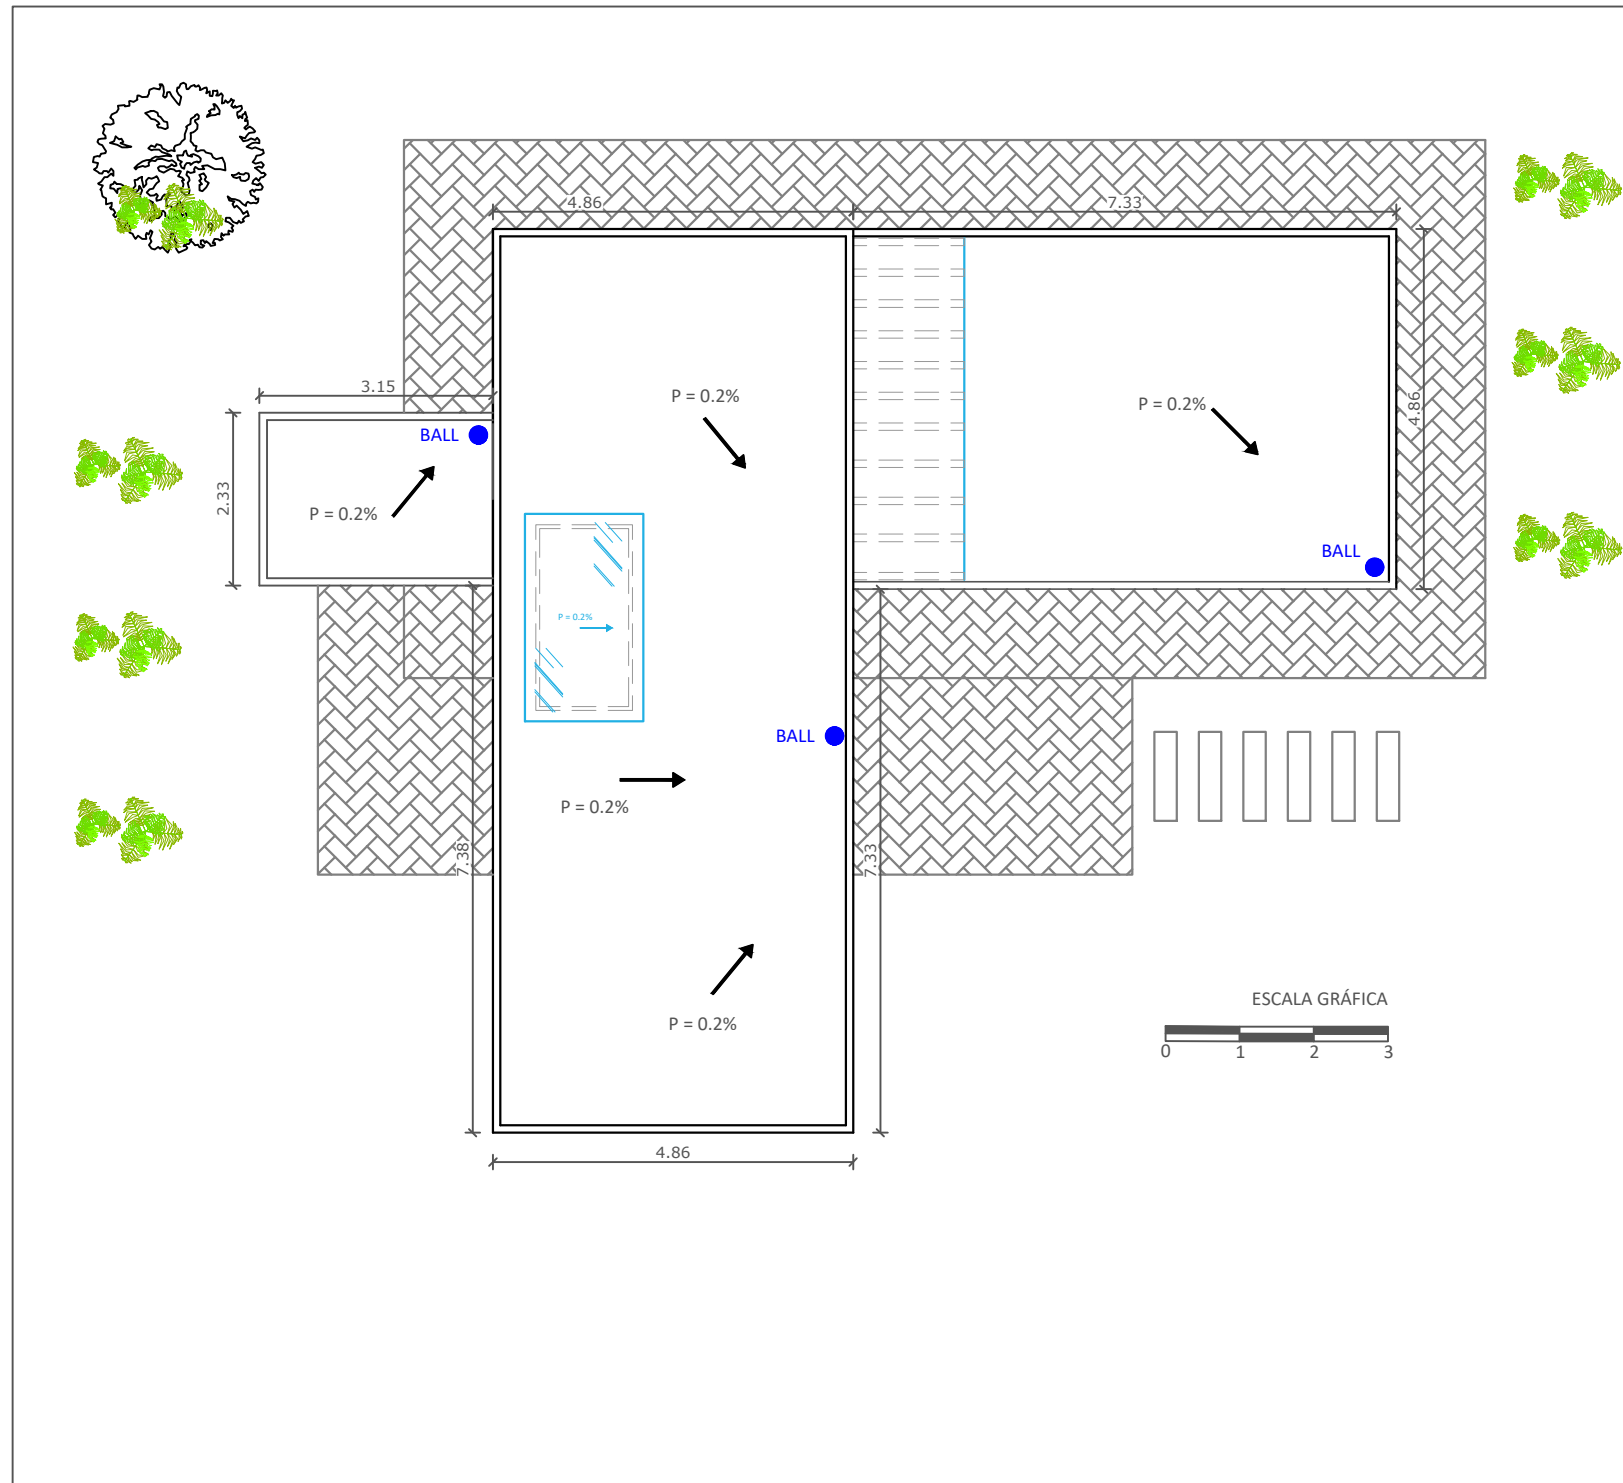 4.86
7.33
3.15
P = 0.2%
P = 0.2%
4.86
BALL
2.33
P = 0.2%
BALL
P = 0.2%
BALL
P = 0.2%
7.38
7.33
ESCALA GRÁFICA
P = 0.2%
0 1 2 3
4.86